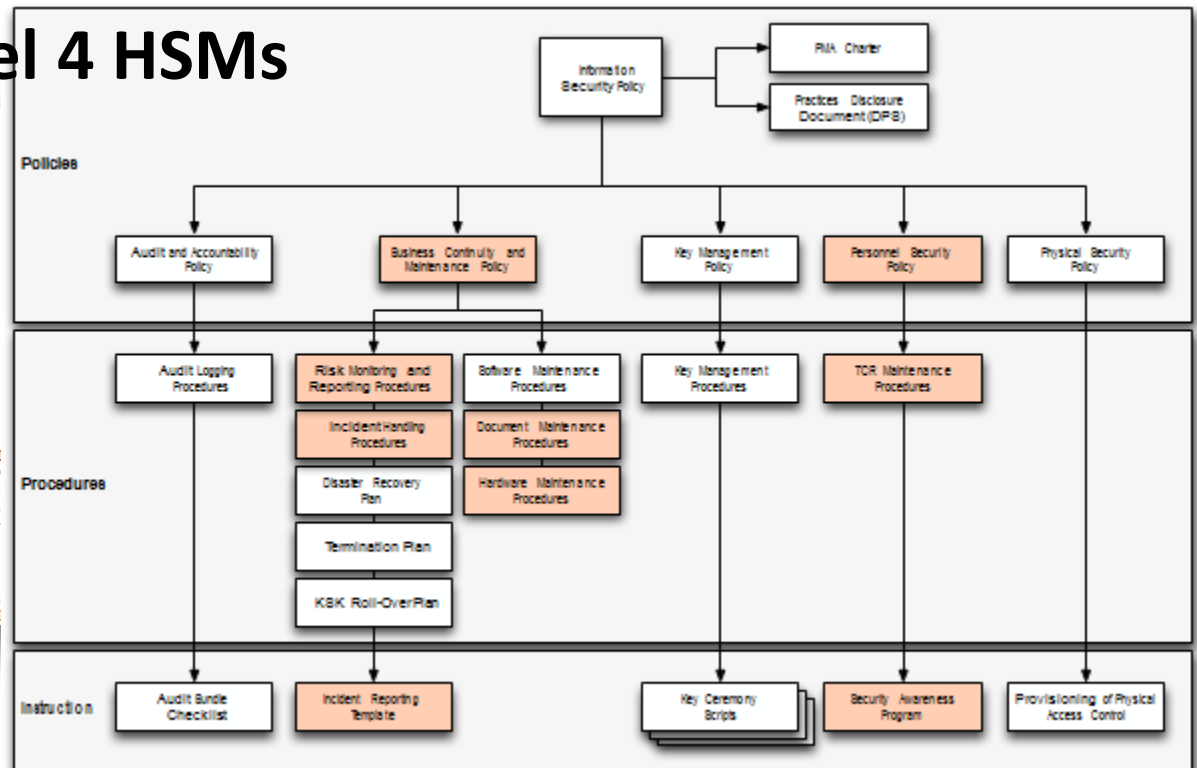 el 4 HSMs
Information
Security Policy
PMA Charter
Practices Disclosure
Document (DPS)
Policies
Audit and Accountability
Policy
Business Continuity and
Maintenance Policy
Key Management
Policy
Personnel Security
Policy
Physical Security
Policy
Audit Logging
Procedures
Risk Monitoring and
Reporting Procedures
Software Maintenance
Procedures
Key Management
Procedures
TCR Maintenance
Procedures
Incident Handling
Procedures
Document Maintenance
Procedures
Procedures
Disaster Recovery
Plan
Hardware Maintenance
Procedures
Termination Plan
KSK Roll-Over Plan
Instruction
Audit Bundle
Checklist
Incident Reporting
Template
Key Ceremony
Scripts
Security Awareness
Program
Provisioning of Physical
Access Control